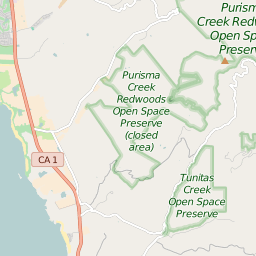 Purisma
Creek Redwoods
Open Space
Preserve
Purisma
Creek
Redwoods
Open Space
Preserve
(closed
area)
CA 1
Tunitas
Creek
Open Space
Preserve